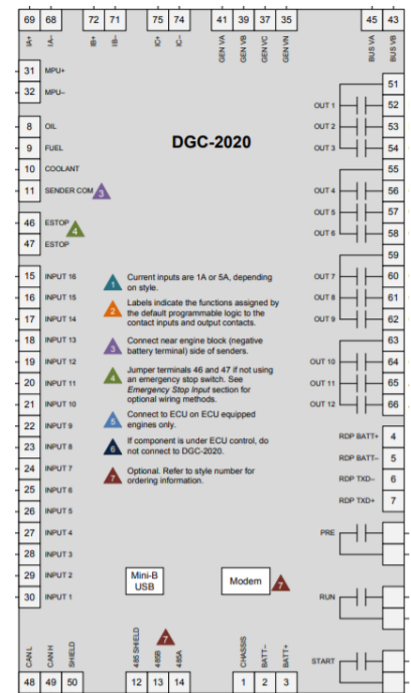 69 68 72 71 75 74 41 39 37 35 45 43
IA+ IA– IB+ IB– IC+ IC– GEN VA GEN VB GEN VC GEN VN BUS VA BUS VB
DGC-2020
31 MPU+
32 MPU–
8 OIL
9 FUEL
10 COOLANT
11 SENDER COM 3
46 ESTOP
4
47 ESTOP
15 INPUT 16
16 INPUT 15
17 INPUT 14
18 INPUT 13
19 INPUT 12
20 INPUT 11
21 INPUT 10
22 INPUT 9
23 INPUT 8
24 INPUT 7
25 INPUT 6
26 INPUT 5
27 INPUT 4
28 INPUT 3
29 INPUT 2
30 INPUT 1
1 Current inputs are 1A or 5A, depending
on style.
2 Labels indicate the functions assigned by
the default programmable logic to the
contact inputs and output contacts.
3 Connect near engine block (negative
battery terminal) side of senders.
4 Jumper terminals 46 and 47 if not using
an emergency stop switch. See
Emergency Stop Input section for
optional wiring methods.
5 Connect to ECU on ECU equipped
engines only.
6 If component is under ECU control, do
not connect to DGC-2020.
7 Optional. Refer to style number for
ordering information.
51
OUT 1 52
OUT 2 53
OUT 3 54
55
OUT 4 56
OUT 5 57
OUT 6 58
59
OUT 7 60
OUT 8 61
OUT 9 62
63
OUT 10 64
OUT 11 65
OUT 12 66
RDP BATT+ 4
RDP BATT– 5
RDP TXD– 6
RDP TXD+ 7
PRE
RUN
START
Mini-B
USB
Modem 7
7
CAN L CAN H SHIELD 485 SHIELD 485B 485A CHASSIS BATT– BATT+
48 49 50 12 13 14 1 2 3